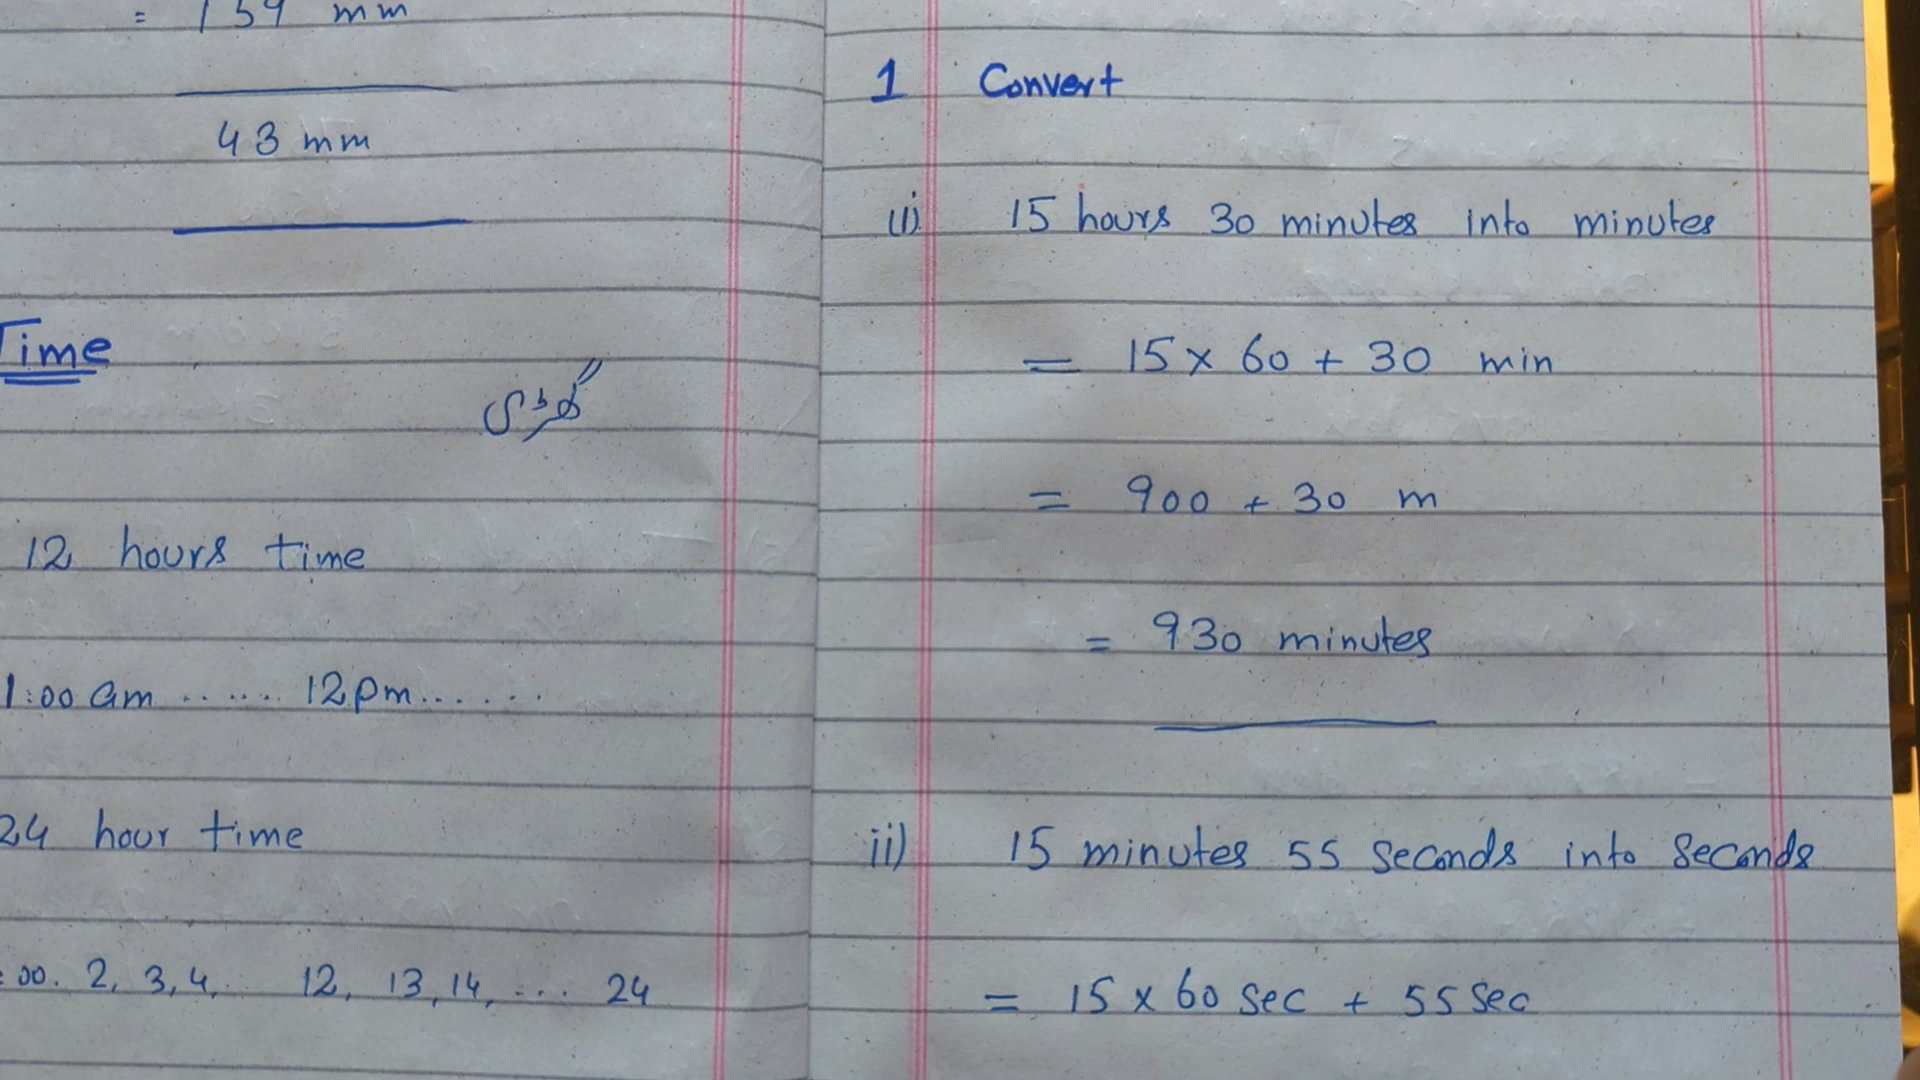 = 159 mm
43 mm
Time
12 hours time
1:00 am ...... 12pm......
24 hour time
:00. 2, 3, 4, .. 12, 13, 14, ... 24
1 Convert
(i) 15 hours 30 minutes into minutes
= 15 x 60 + 30 min
= 900 + 30 m
= 930 minutes
ii) 15 minutes 55 seconds into seconds
= 15 x 60 sec + 55 sec